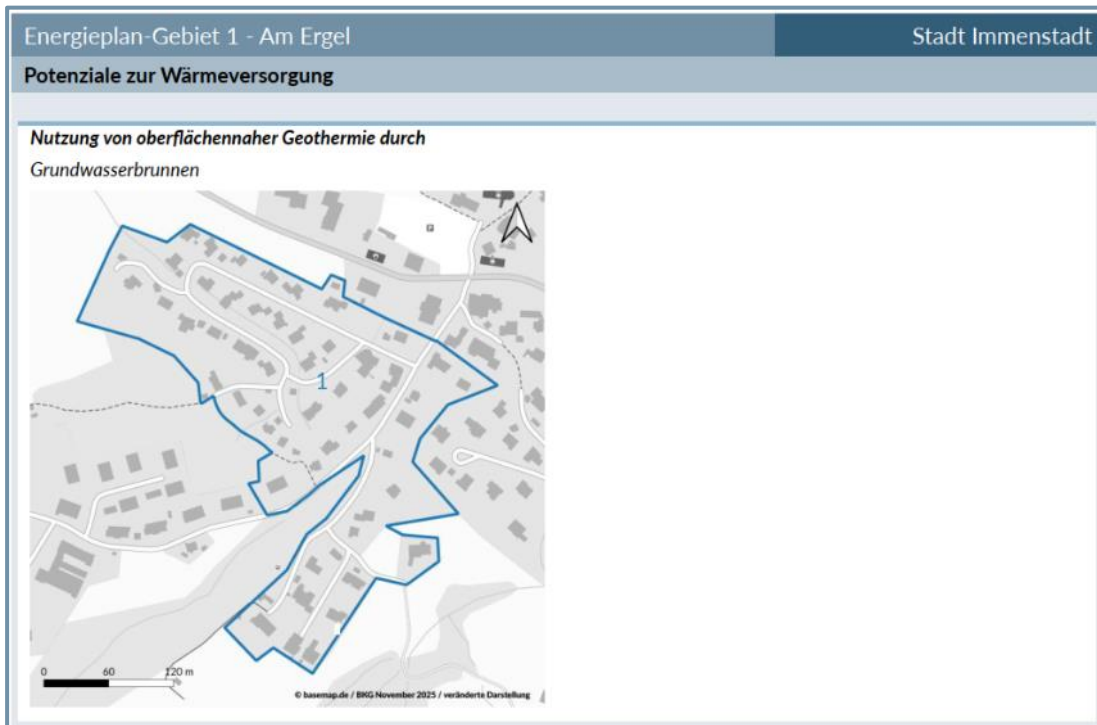 Energieplan-Gebiet 1 - Am Ergel
Stadt Immenstadt
Potenziale zur Wärmeversorgung
Nutzung von oberflächennaher Geothermie durch
Grundwasserbrunnen
P
1
0 60 120 m
© basemap.de / BKG November 2025 / veränderte Darstellung